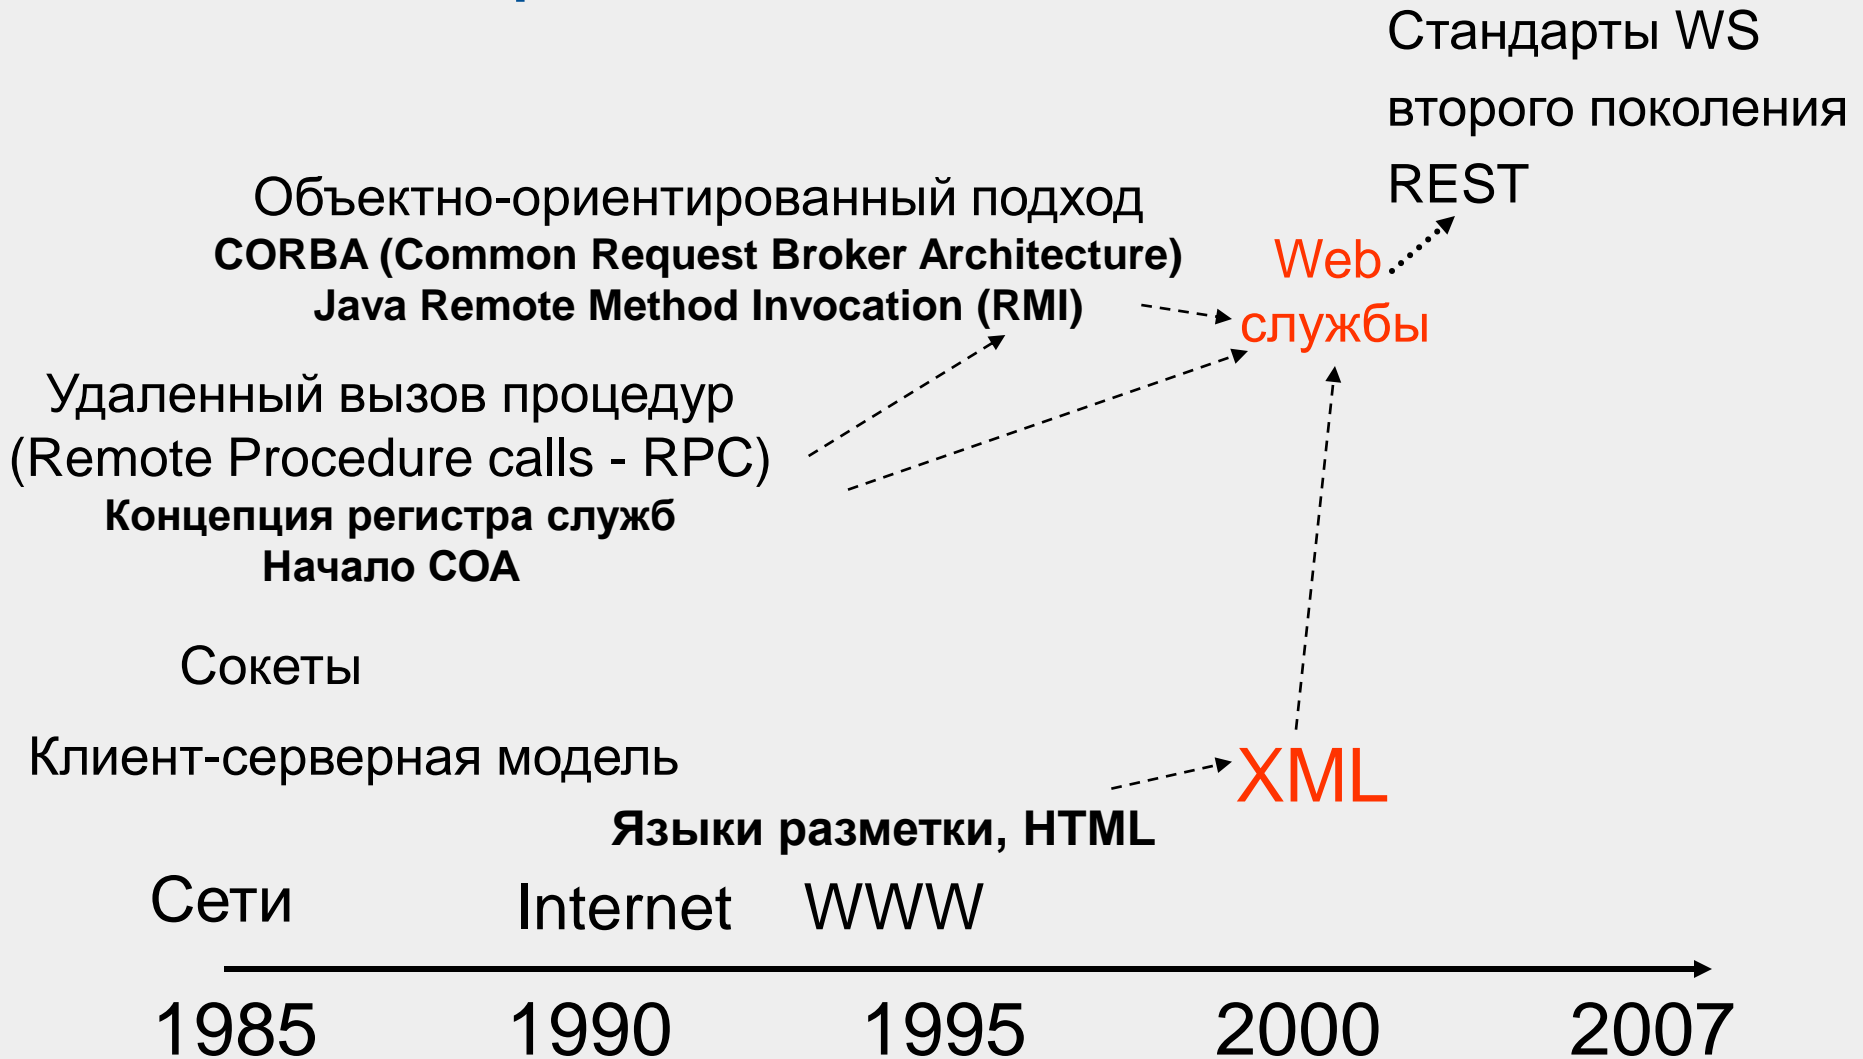 Стандарты WS
второго поколения
REST
Объектно-ориентированный подход
CORBA (Common Request Broker Architecture)
Java Remote Method Invocation (RMI)
Web
службы
Удаленный вызов процедур
(Remote Procedure calls - RPC)
Концепция регистра служб
Начало СОА
Сокеты
Клиент-серверная модель
XML
Языки разметки, HTML
Сети
Internet
WWW
1985
1990
1995
2000
2007